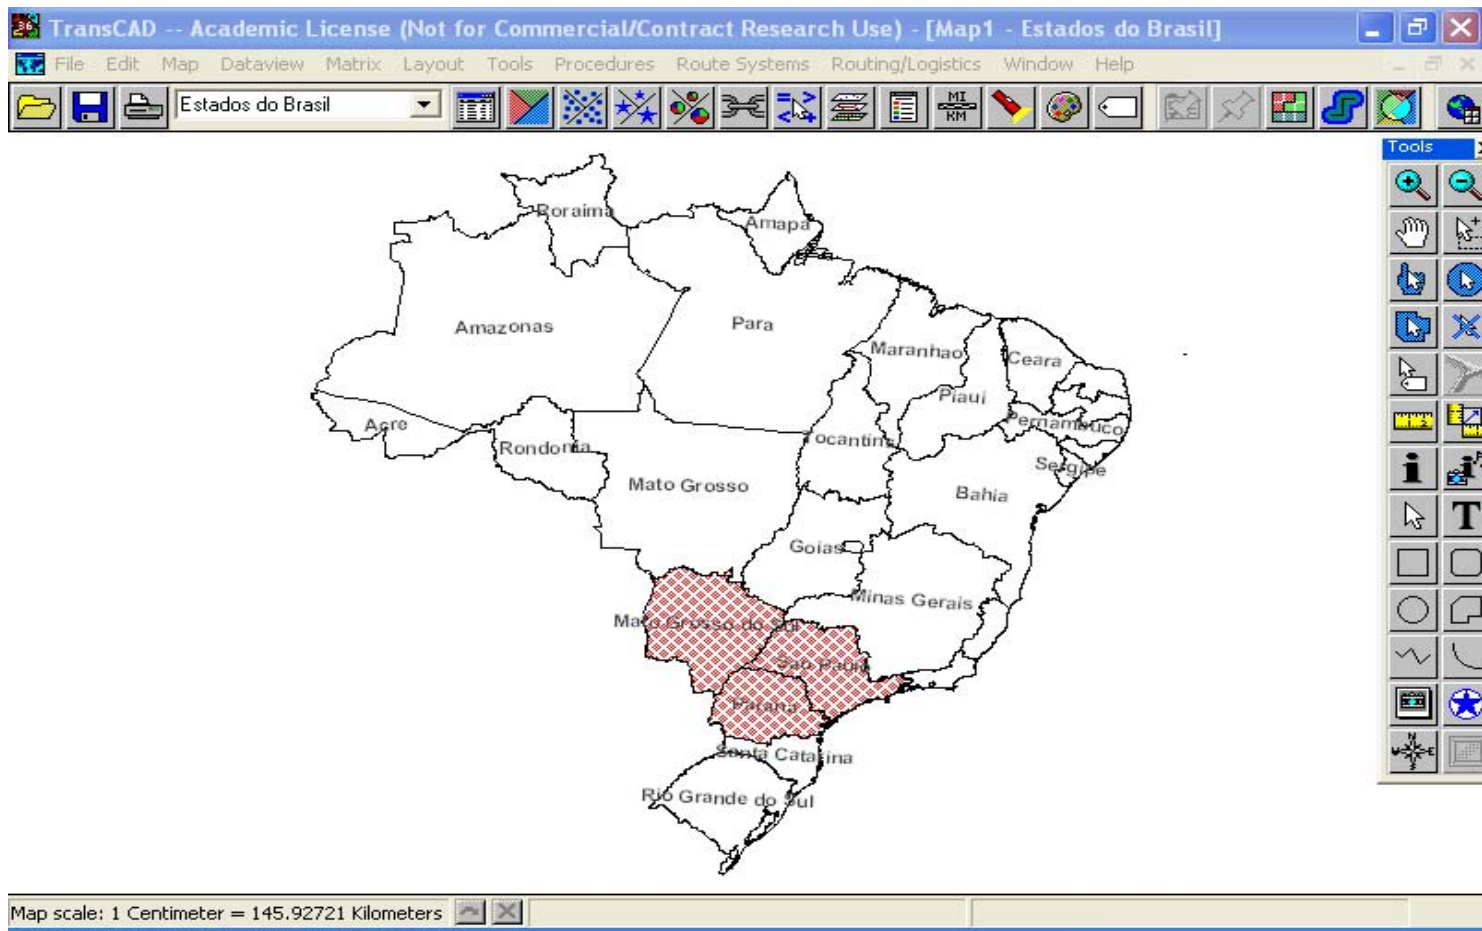 TransCAD -- Academic License (Not for Commercial/Contract Research Use) - [Map1 - Estados do Brasil]
File Edit Map Dataview Matrix Layout Tools Procedures Route Systems Routing/Logistics Window Help
Estados do Brasil
MI
KM
Tools
Roraima
Amapa
Amazonas
Para
Maranhao
Ceara
Piaui
Acre
Pernambuco
Rondonia
Tocantins
Sergipe
Mato Grosso
Bahia
Goias
Minas Gerais
Mato Grosso do Sul
Sao Paulo
Parana
Santa Catarina
Rio Grande do Sul
Map scale: 1 Centimeter = 145.92721 Kilometers